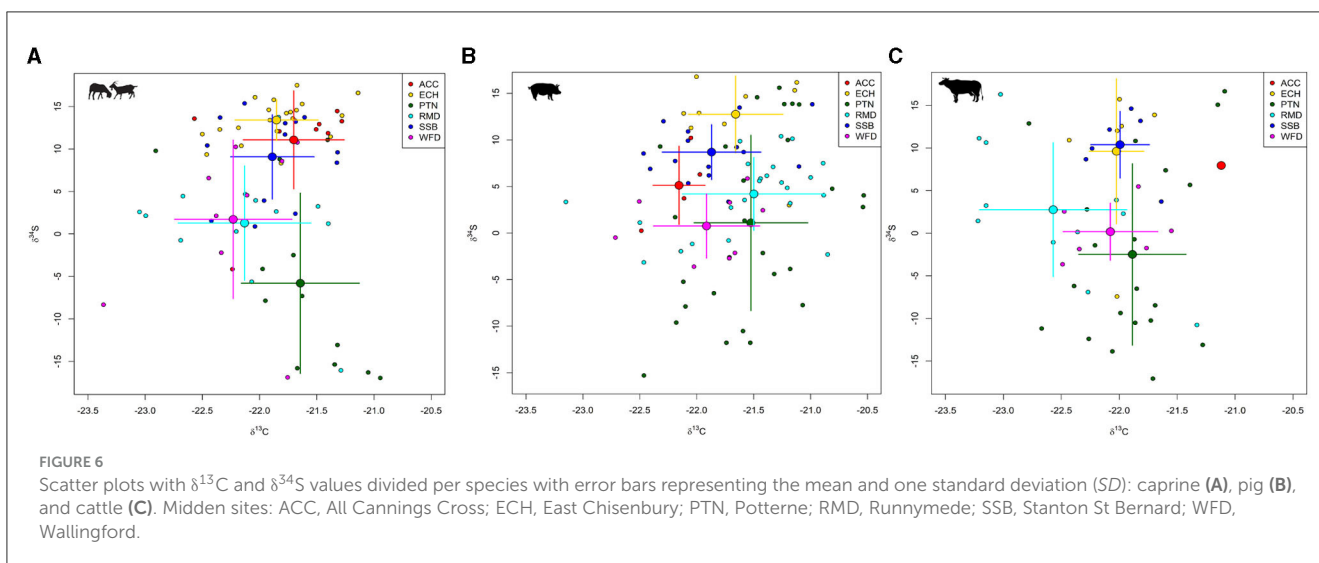 A
B
C
ACC
ECH
PTN
RMD
SSB
WFD
ACC
ECH
PTN
RMD
SSB
WFD
ACC
ECH
PTN
RMD
SSB
WFD
δ34S
15
10
5
0
-5
-10
-15
δ34S
15
10
5
0
-5
-10
-15
δ34S
15
10
5
0
-5
-10
-15
-23.5 -23.0 -22.5 -22.0 -21.5 -21.0 -20.5
-23.5 -23.0 -22.5 -22.0 -21.5 -21.0 -20.5
-23.5 -23.0 -22.5 -22.0 -21.5 -21.0 -20.5
δ13C
δ13C
δ13C
FIGURE 6
Scatter plots with δ13C and δ34S values divided per species with error bars representing the mean and one standard deviation (SD): caprine (A), pig (B),
and cattle (C). Midden sites: ACC, All Cannings Cross; ECH, East Chisenbury; PTN, Potterne; RMD, Runnymede; SSB, Stanton St Bernard; WFD,
Wallingford.